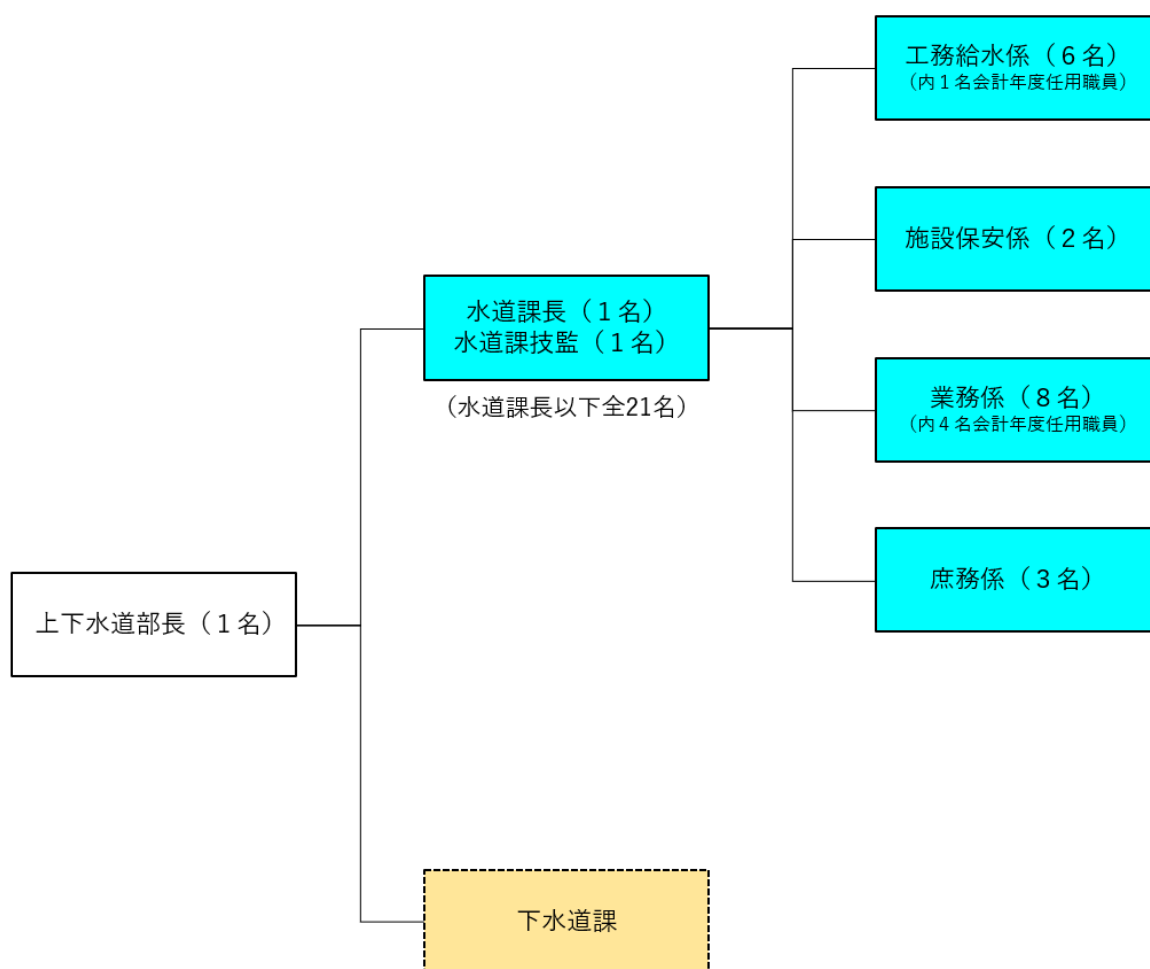 工務給水係（６名）
（内１名会計年度任用職員）
施設保安係（２名）
水道課長（１名）
水道課技監（１名）
（水道課長以下全21名）
業務係（８名）
（内４名会計年度任用職員）
庶務係（３名）
上下水道部長（１名）
下水道課